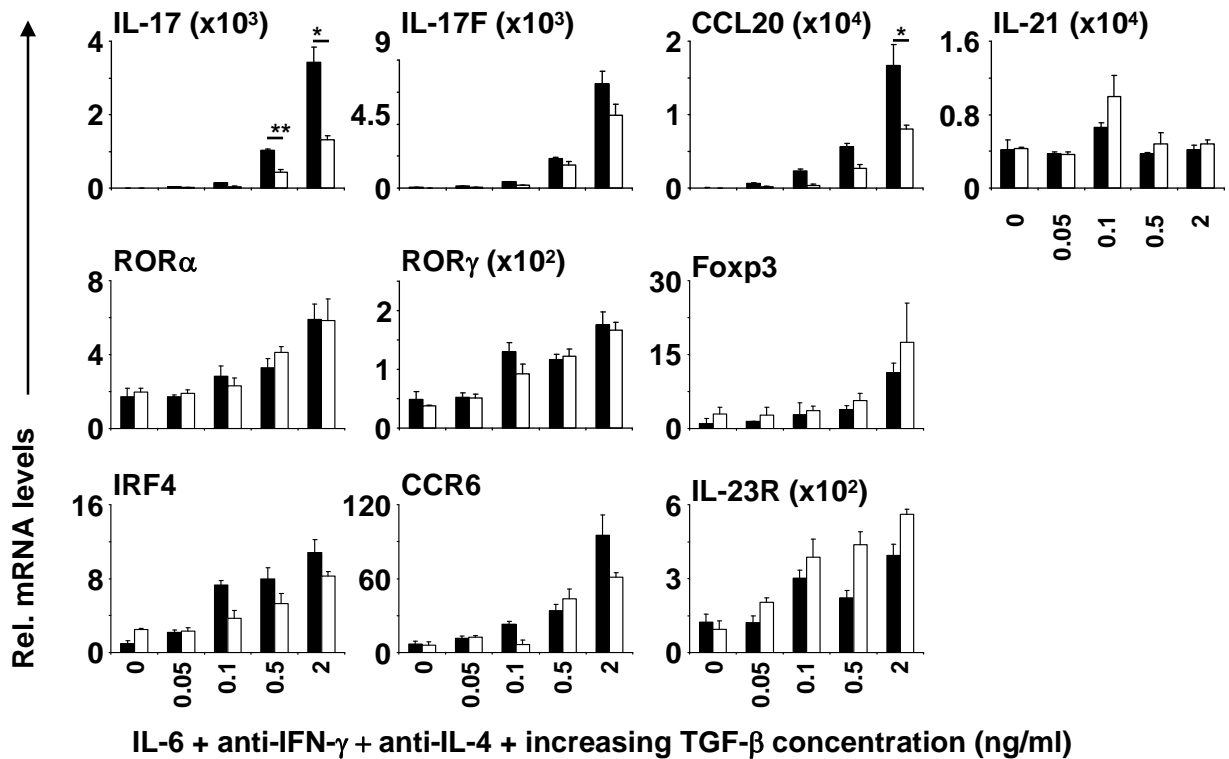 IL-17 (x10³) IL-17F (x10³) CCL20 (x10⁴) IL-21 (x10⁴)
4 9 2 1.6
* *
2 4.5 1 0.8
**
0 0 0 0
0 0.05 0.1 0.5 2
RORα RORγ (x10²) Foxp3
8 2 30
4 1 15
0 0 0
IRF4 CCR6 IL-23R (x10²)
16 120 6
8 60 3
0 0 0
0 0.05 0.1 0.5 2 0 0.05 0.1 0.5 2 0 0.05 0.1 0.5 2
Rel. mRNA levels
IL-6 + anti-IFN-γ + anti-IL-4 + increasing TGF-β concentration (ng/ml)